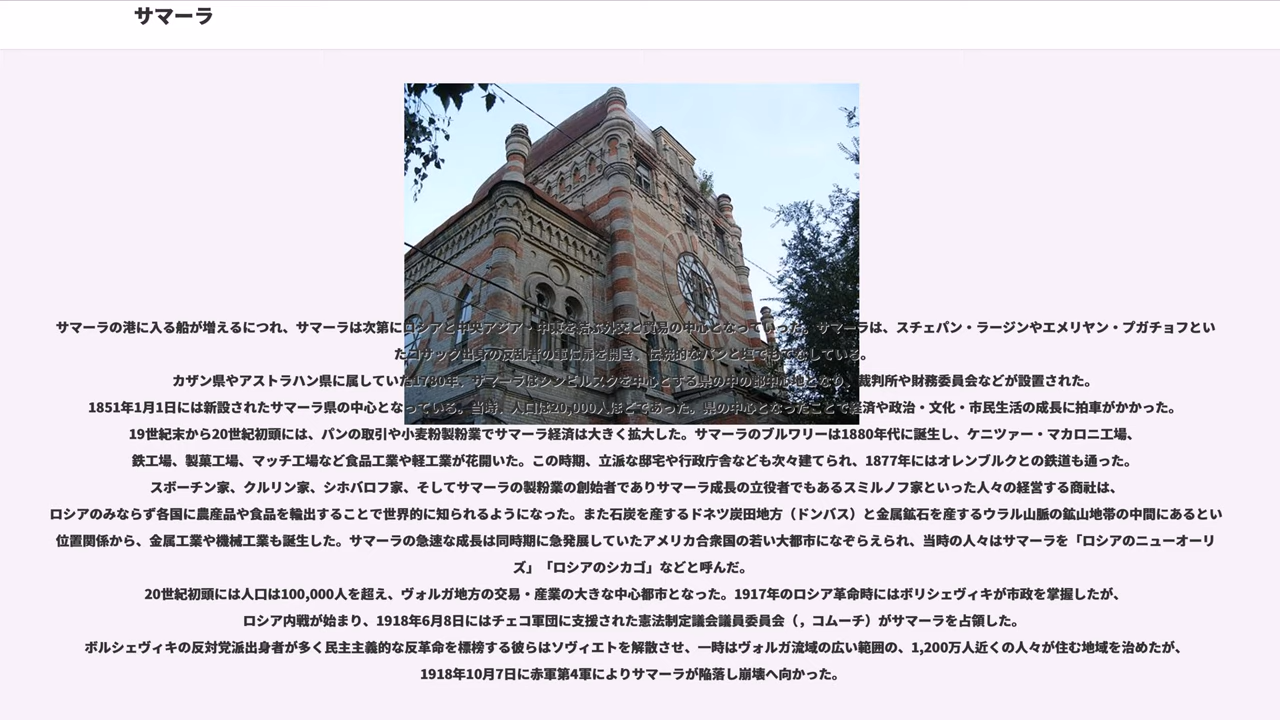 サマーラ
サマーラの港に入る船が増えるにつれ、サマーラは次第にロシアと中央アジア・中東を結ぶ外交と貿易の中心となっていった。サマーラは、スチェパン・ラージンやエメリヤン・プガチョフとい
たコサック出身の反乱者の軍に扉を開き、伝統的なパンと塩でもてなしている。
カザン県やアストラハン県に属していた1780年、サマーラはシンビルスクを中心とする県の中の郡中心地となり、裁判所や財務委員会などが設置された。
1851年1月1日には新設されたサマーラ県の中心となっている。当時、人口は20,000人ほどであった。県の中心となったことで経済や政治・文化・市民生活の成長に拍車がかかった。
19世紀末から20世紀初頭には、パンの取引や小麦粉製粉業でサマーラ経済は大きく拡大した。サマーラのブルワリーは1880年代に誕生し、ケニツァー・マカロニ工場、
鉄工場、製菓工場、マッチ工場など食品工業や軽工業が花開いた。この時期、立派な邸宅や行政庁舎なども次々建てられ、1877年にはオレンブルクとの鉄道も通った。
スボーチン家、クルリン家、シホバロフ家、そしてサマーラの製粉業の創始者でありサマーラ成長の立役者でもあるスミルノフ家といった人々の経営する商社は、
ロシアのみならず各国に農産品や食品を輸出することで世界的に知られるようになった。また石炭を産するドネツ炭田地方（ドンバス）と金属鉱石を産するウラル山脈の鉱山地帯の中間にあるとい
位置関係から、金属工業や機械工業も誕生した。サマーラの急速な成長は同時期に急発展していたアメリカ合衆国の若い大都市になぞらえられ、当時の人々はサマーラを「ロシアのニューオーリ
ズ」「ロシアのシカゴ」などと呼んだ。
20世紀初頭には人口は100,000人を超え、ヴォルガ地方の交易・産業の大きな中心都市となった。1917年のロシア革命時にはボリシェヴィキが市政を掌握したが、
ロシア内戦が始まり、1918年6月8日にはチェコ軍団に支援された憲法制定議会議員委員会（, コムーチ）がサマーラを占領した。
ボルシェヴィキの反対党派出身者が多く民主主義的な反革命を標榜する彼らはソヴィエトを解散させ、一時はヴォルガ流域の広い範囲の、1,200万人近くの人々が住む地域を治めたが、
1918年10月7日に赤軍第4軍によりサマーラが陥落し崩壊へ向かった。